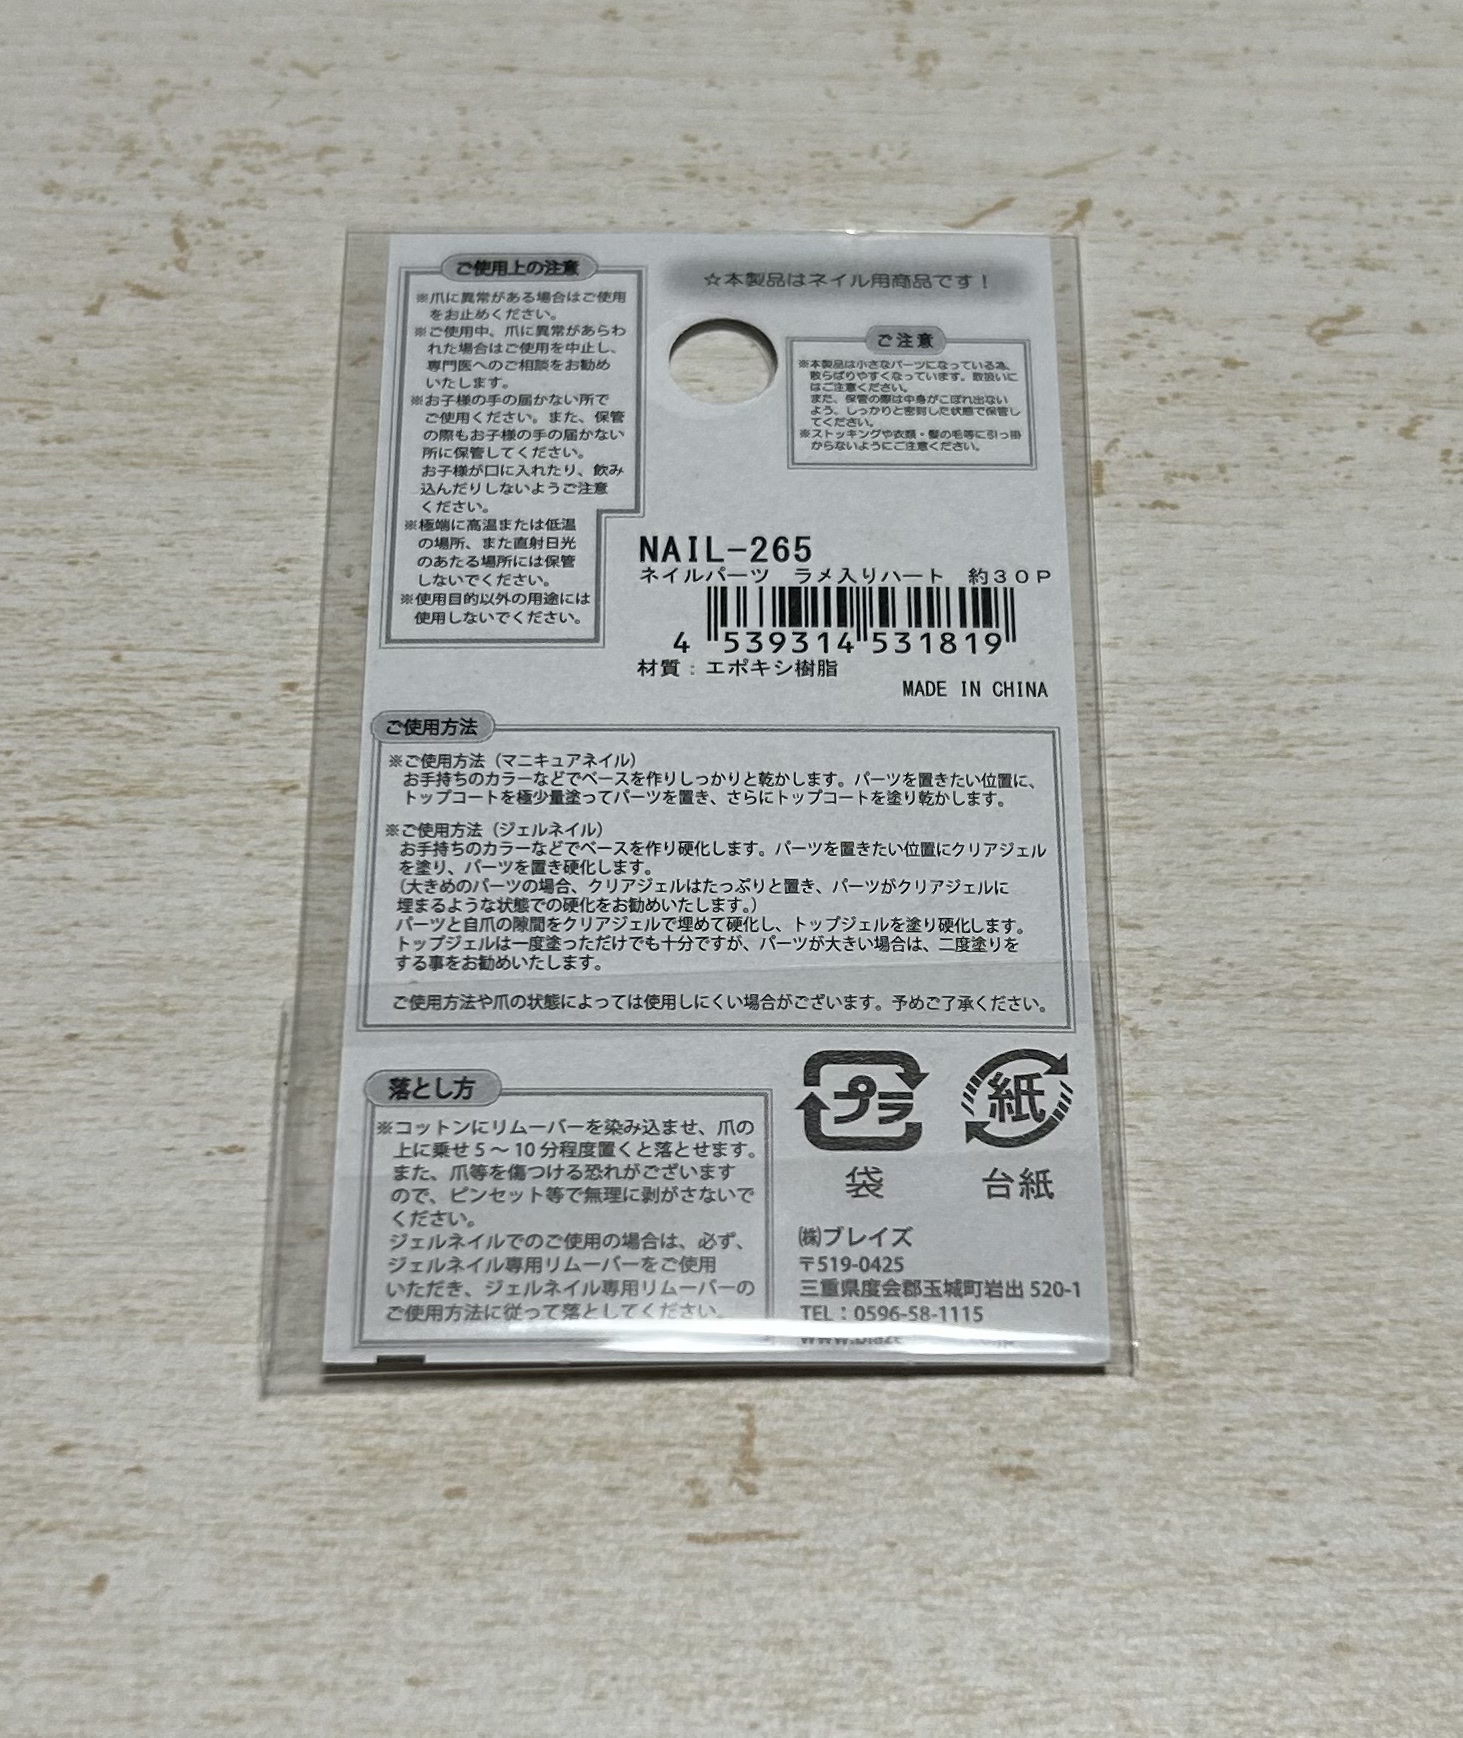 ご使用上の注意
※爪に異常がある場合はご使用
をお止めください。
※ご使用中、爪に異常があらわ
れた場合はご使用を中止し、
専門医へのご相談をお勧め
いたします。
※お子様の手の届かない所で
ご使用ください。また、保管
の際もお子様の手の届かない
所に保管してください。
お子様が口に入れたり、飲み
込んだりしないようご注意
ください。
※極端に高温または低温
の場所、また直射日光
のあたる場所には保管
しないでください。
※使用目的以外の用途には
使用しないでください。
☆本製品はネイル用商品です！
ご注意
※本製品は小さなパーツになっている為、
散らばりやすくなっています。取扱いに
はご注意ください。
また、保管の際は中身がこぼれ出ない
よう、しっかりと密封した状態で保管し
てください。
※ストッキングや衣類・髪の毛等に引っ掛
からないようにご注意ください。
NAIL-265
ネイルパーツ　ラメ入りハート　約３０Ｐ
4 539314 531819
材質：エポキシ樹脂
MADE IN CHINA
ご使用方法
※ご使用方法（マニキュアネイル）
お手持ちのカラーなどでベースを作りしっかりと乾かします。パーツを置きたい位置に、
トップコートを極少量塗ってパーツを置き、さらにトップコートを塗り乾かします。
※ご使用方法（ジェルネイル）
お手持ちのカラーなどでベースを作り硬化します。パーツを置きたい位置にクリアジェル
を塗り、パーツを置き硬化します。
（大きめのパーツの場合、クリアジェルはたっぷりと置き、パーツがクリアジェルに
埋まるような状態での硬化をお勧めいたします。）
パーツと自爪の隙間をクリアジェルで埋めて硬化し、トップジェルを塗り硬化します。
トップジェルは一度塗っただけでも十分ですが、パーツが大きい場合は、二度塗りを
する事をお勧めいたします。
ご使用方法や爪の状態によっては使用しにくい場合がございます。予めご了承ください。
落とし方
※コットンにリムーバーを染み込ませ、爪の
上に乗せ5～10分程度置くと落とせます。
また、爪等を傷つける恐れがございます
ので、ピンセット等で無理に剥がさないで
ください。
ジェルネイルでのご使用の場合は、必ず、
ジェルネイル専用リムーバーをご使用
いただき、ジェルネイル専用リムーバーの
ご使用方法に従って落としてください。
プラ
袋
紙
台紙
㈱ブレイズ
〒519-0425
三重県度会郡玉城町岩出 520-1
TEL：0596-58-1115